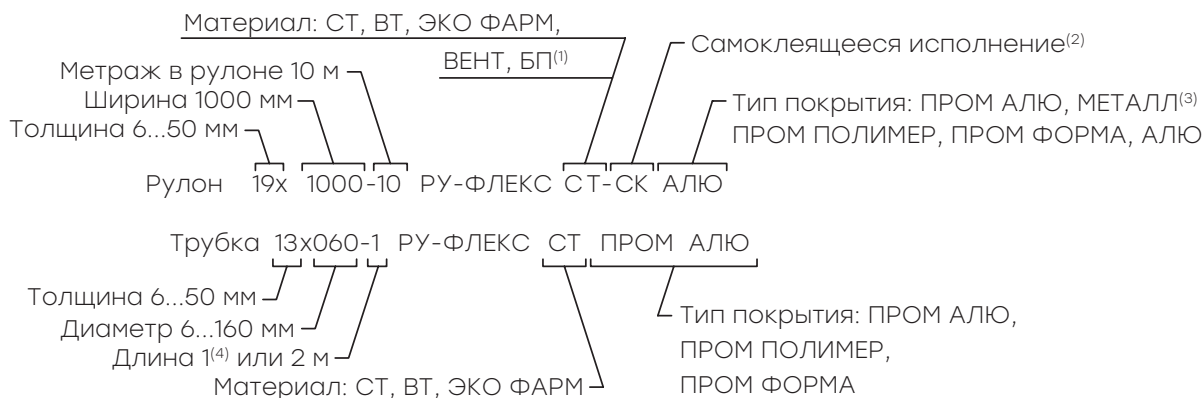 Материал: СТ, ВТ, ЭКО ФАРМ,
ВЕНТ, БП(1)
Самоклеящееся исполнение(2)
Метраж в рулоне 10 м
Ширина 1000 мм
Толщина 6...50 мм
Тип покрытия: ПРОМ АЛЮ, МЕТАЛЛ(3)
ПРОМ ПОЛИМЕР, ПРОМ ФОРМА, АЛЮ
Рулон 19х 1000-10 РУ-ФЛЕКС СТ-СК АЛЮ
Трубка 13х060-1 РУ-ФЛЕКС СТ ПРОМ АЛЮ
Толщина 6...50 мм
Диаметр 6...160 мм
Длина 1(4) или 2 м
Материал: СТ, ВТ, ЭКО ФАРМ
Тип покрытия: ПРОМ АЛЮ,
ПРОМ ПОЛИМЕР,
ПРОМ ФОРМА